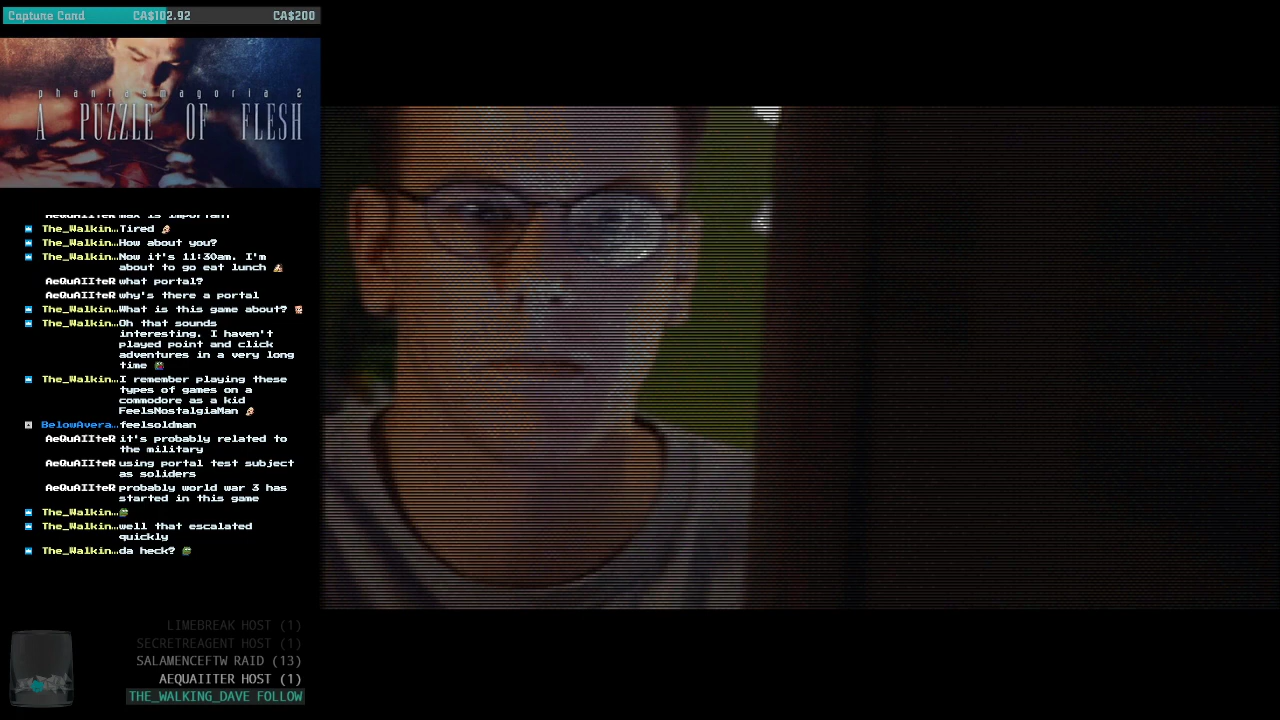 Capture Card CA$102.92 CA$200
phantasmagoria 2
A PUZZLE OF FLESH
AeQuAIIteR max is important
The_Walkin… Tired
The_Walkin… How about you?
The_Walkin… Now it's 11:30am. I'm
about to go eat lunch
AeQuAIIteR what portal?
AeQuAIIteR why's there a portal
The_Walkin… What is this game about?
The_Walkin… Oh that sounds
interesting. I haven't
played point and click
adventures in a very long
time
The_Walkin… I remember playing these
types of games on a
commodore as a kid
FeelsNostalgiaMan
BelowAvera… feelsoldman
AeQuAIIteR it's probably related to
the military
AeQuAIIteR using portal test subject
as soliders
AeQuAIIteR probably world war 3 has
started in this game
The_Walkin…
The_Walkin… well that escalated
quickly
The_Walkin… da heck?
LIMEBREAK HOST (1)
SECRETREAGENT HOST (1)
SALAMENCEFTW RAID (13)
AEQUAIITER HOST (1)
THE_WALKING_DAVE FOLLOW